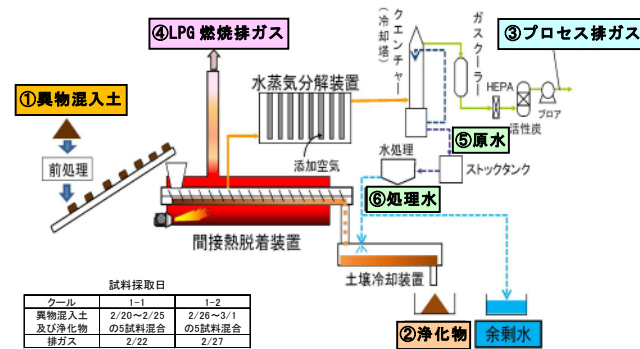 ④LPG 燃焼排ガス
クエンチャー
(冷却塔)
ガスクーラー
③プロセス排ガス
水蒸気分解装置
HEPA
ブロア
活性炭
①異物混入土
添加空気
⑤原水
前処理
水処理
ストックタンク
⑥処理水
間接熱脱着装置
土壌冷却装置
試料採取日
クール 1-1 1-2
異物混入土 2/20~2/25 2/26~3/1
及び浄化物 の5試料混合 の5試料混合
排ガス 2/22 2/27
②浄化物
余剰水